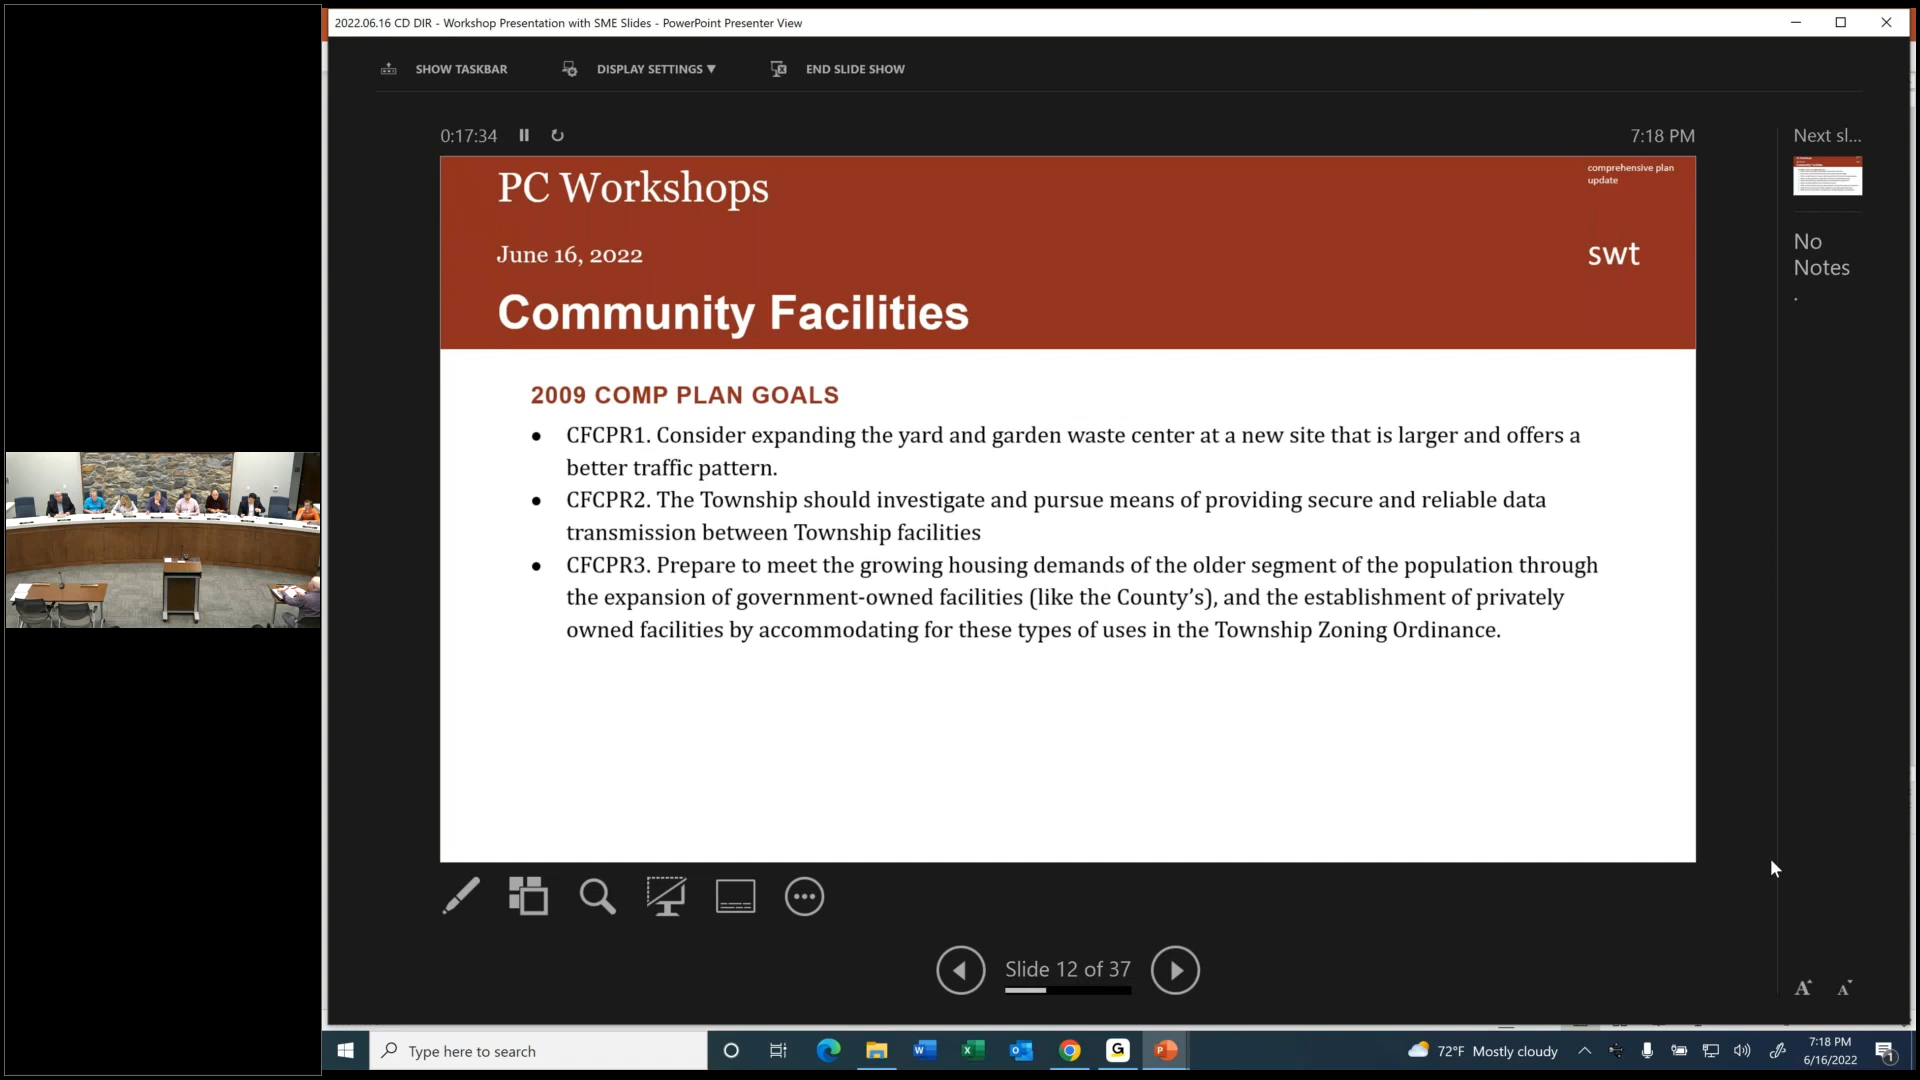 2022.06.16 CD DIR - Workshop Presentation with SME Slides - PowerPoint Presenter View
SHOW TASKBAR
DISPLAY SETTINGS ▼
END SLIDE SHOW
0:17:34
7:18 PM
Next sl...
PC Workshops
comprehensive plan
update
June 16, 2022
swt
Community Facilities
No
Notes
.
2009 COMP PLAN GOALS
• CFCPR1. Consider expanding the yard and garden waste center at a new site that is larger and offers a
better traffic pattern.
• CFCPR2. The Township should investigate and pursue means of providing secure and reliable data
transmission between Township facilities
• CFCPR3. Prepare to meet the growing housing demands of the older segment of the population through
the expansion of government-owned facilities (like the County’s), and the establishment of privately
owned facilities by accommodating for these types of uses in the Township Zoning Ordinance.
Slide 12 of 37
A A
Type here to search
72°F Mostly cloudy
7:18 PM
6/16/2022
1